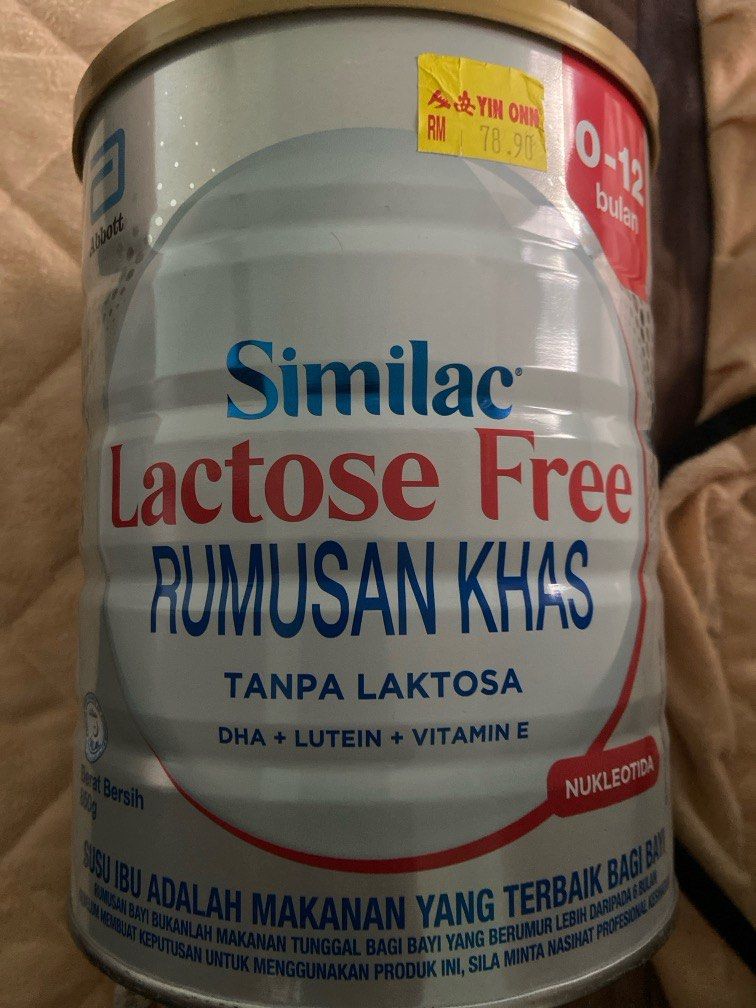 安安 YIN ONN
RM 78.90
0-12
bulan
Abbott
Similac
Lactose Free
RUMUSAN KHAS
TANPA LAKTOSA
DHA + LUTEIN + VITAMIN E
NUKLEOTIDA
Berat Bersih
SUSU IBU ADALAH MAKANAN YANG TERBAIK BAGI BAYI
RUMUSAN BAYI BUKANLAH MAKANAN TUNGGAL BAGI BAYI YANG BERUMUR LEBIH DARIPADA 6 BULAN
MEMBUAT KEPUTUSAN UNTUK MENGGUNAKAN PRODUK INI, SILA MINTA NASIHAT PROFESIONAL